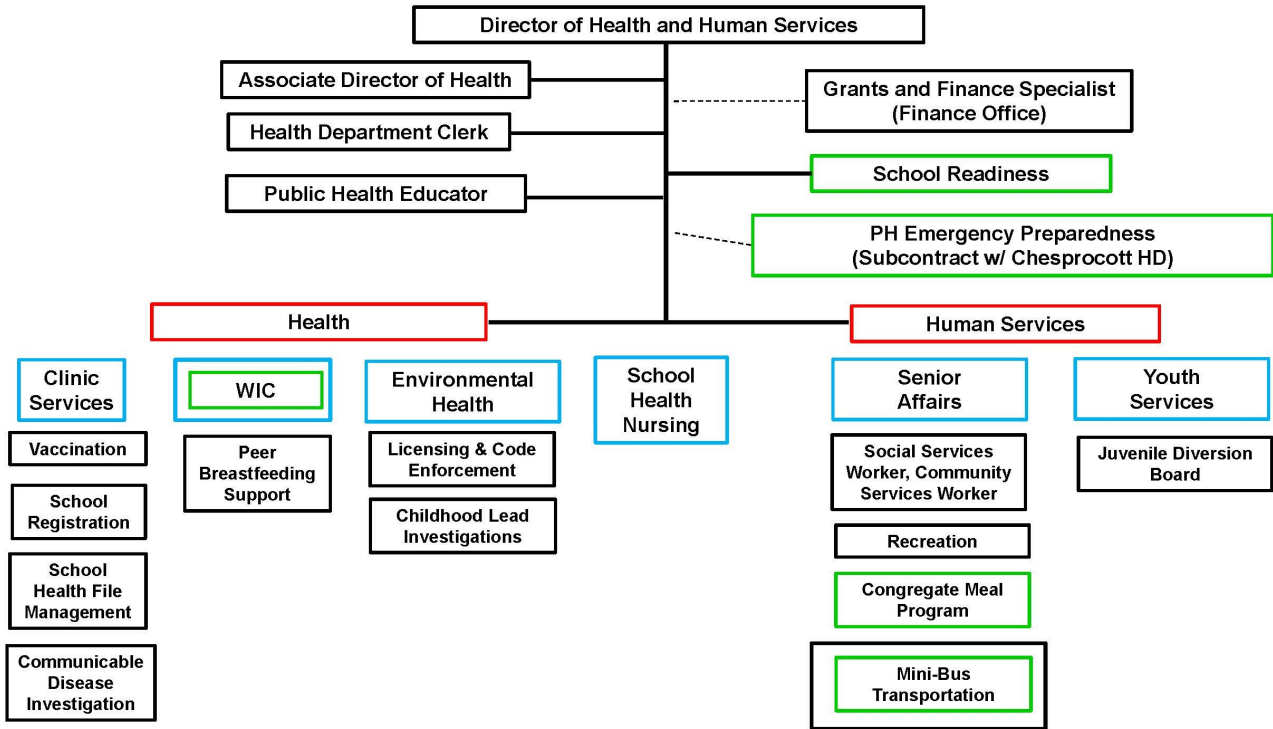 Director of Health and Human Services
Associate Director of Health
Grants and Finance Specialist
(Finance Office)
Health Department Clerk
School Readiness
Public Health Educator
PH Emergency Preparedness
(Subcontract w/ Chesprocott HD)
Health
Human Services
Clinic
Services
WIC
Environmental
Health
School
Health
Nursing
Senior
Affairs
Youth
Services
Vaccination
School
Registration
School
Health File
Management
Communicable
Disease
Investigation
Peer
Breastfeeding
Support
Licensing & Code
Enforcement
Childhood Lead
Investigations
Social Services
Worker, Community
Services Worker
Recreation
Congregate Meal
Program
Mini-Bus
Transportation
Juvenile Diversion
Board